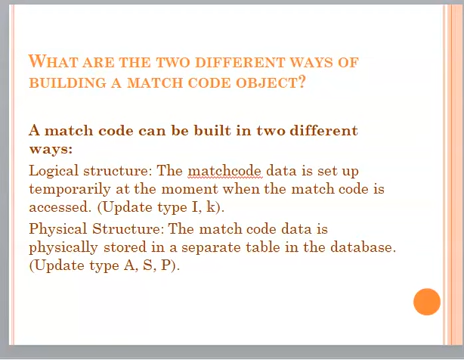 WHAT ARE THE TWO DIFFERENT WAYS OF
BUILDING A MATCH CODE OBJECT?
A match code can be built in two different
ways:
Logical structure: The matchcode data is set up
temporarily at the moment when the match code is
accessed. (Update type I, k).
Physical Structure: The match code data is
physically stored in a separate table in the database.
(Update type A, S, P).